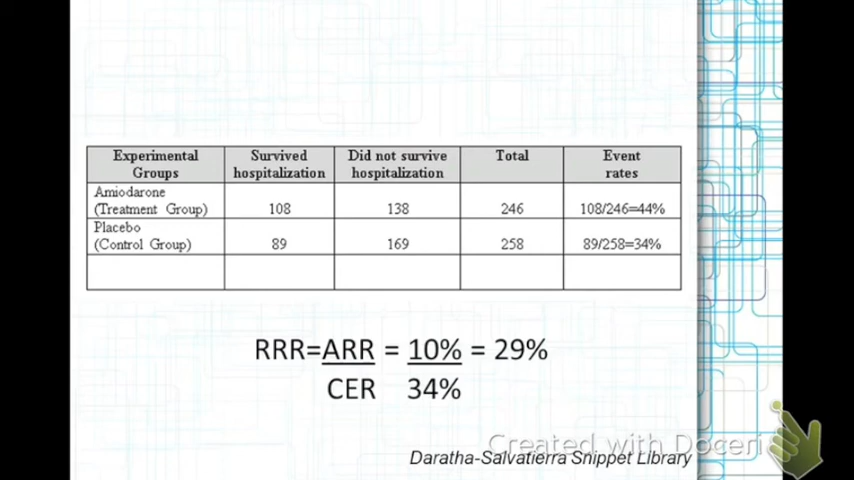 Experimental Groups Survived hospitalization Did not survive hospitalization Total Event rates
Amiodarone
(Treatment Group) 108 138 246 108/246=44%
Placebo
(Control Group) 89 169 258 89/258=34%
RRR=ARR = 10% = 29%
CER 34%
Created with Doceri
Daratha-Salvatierra Snippet Library